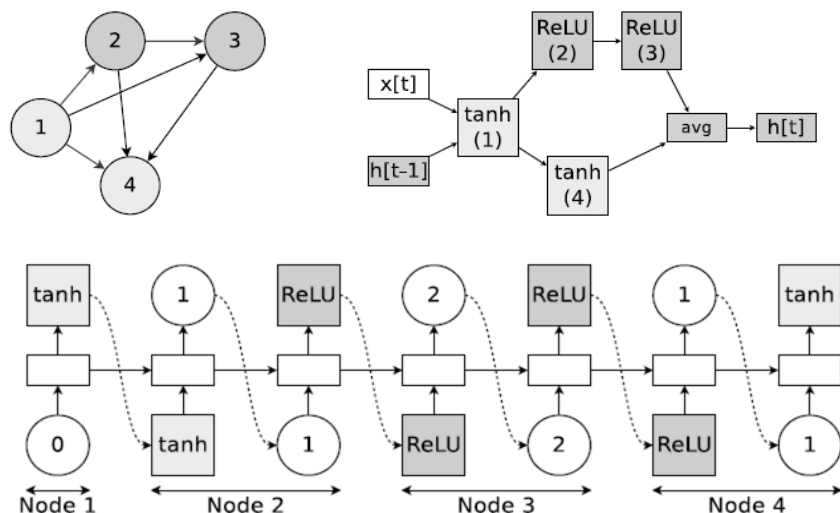 2
3
1
4
x[t]
h[t-1]
tanh
(1)
ReLU
(2)
ReLU
(3)
tanh
(4)
avg
h[t]
tanh
1
ReLU
2
ReLU
1
tanh
0
tanh
1
ReLU
2
ReLU
1
Node 1
Node 2
Node 3
Node 4